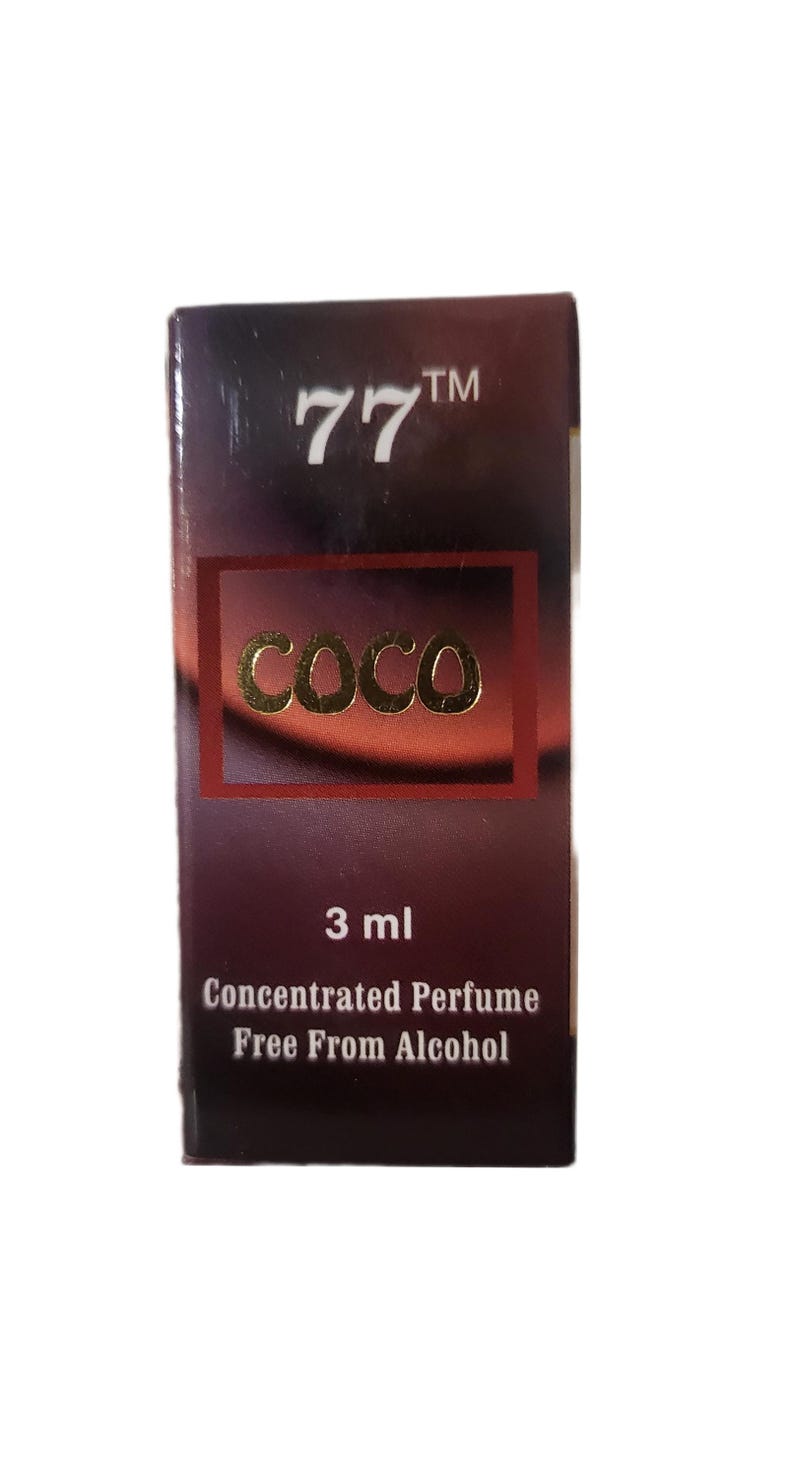 77™
COCO
3 ml
Concentrated Perfume
Free From Alcohol